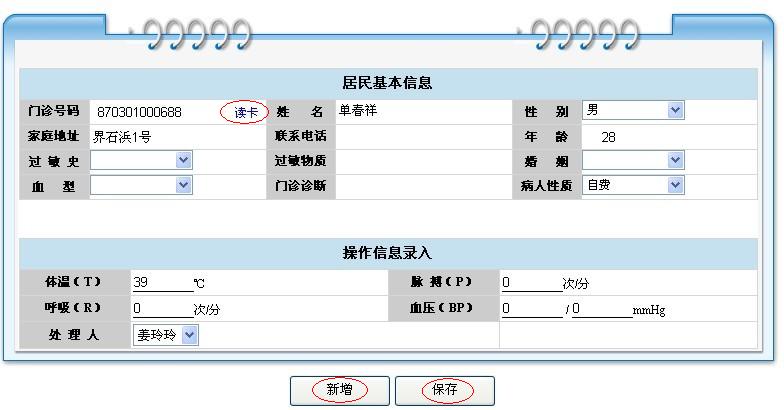 居民基本信息
门诊号码 870301000688 读卡 姓 名 单春祥 性 别 男
家庭地址 界石浜1号 联系电话 年 龄 28
过 敏 史 过敏物质 婚 姻
血 型 门诊诊断 病人性质 自费
操作信息录入
体温（T） 39 ℃ 脉 搏（P） 0 次/分
呼吸（R） 0 次/分 血压（BP） 0 / 0 mmHg
处 理 人 姜玲玲
新增 保存